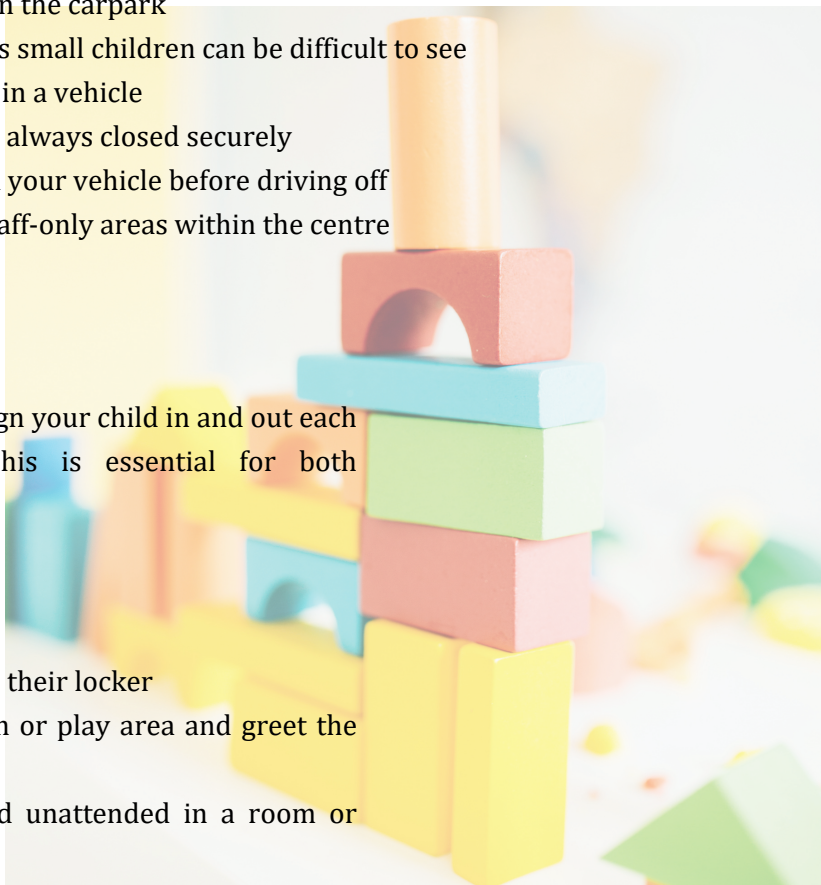 n the carpark
s small children can be difficult to see
in a vehicle
always closed securely
your vehicle before driving off
aff-only areas within the centre
gn your child in and out each
his is essential for both
their locker
n or play area and greet the
d unattended in a room or